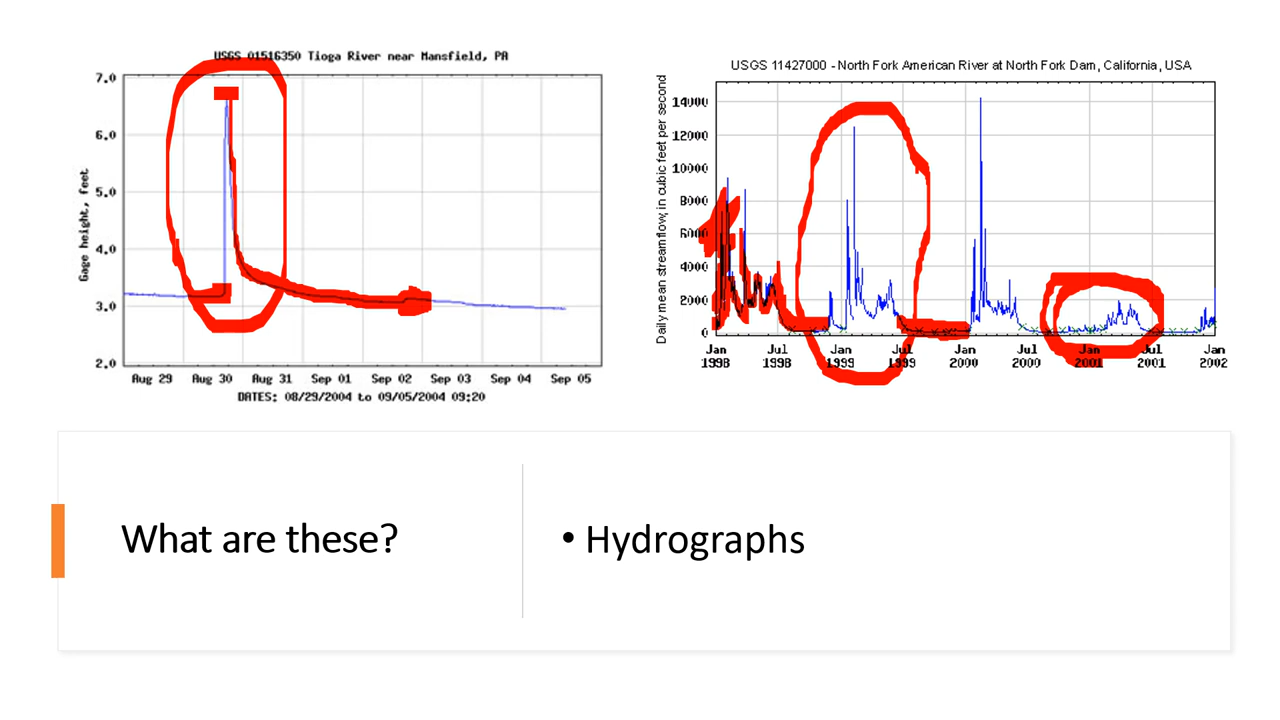 USGS 01516350 Tioga River near Mansfield, PA
7.0
6.0
5.0
4.0
3.0
2.0
Gage height, feet
Aug 29 Aug 30 Aug 31 Sep 01 Sep 02 Sep 03 Sep 04 Sep 05
DATES: 08/29/2004 to 09/05/2004 09:20
USGS 11427000 - North Fork American River at North Fork Dam, California, USA
Daily mean streamflow, in cubic feet per second
14000
12000
10000
8000
6000
4000
2000
0
Jan Jul Jan Jul Jan Jul Jan Jul Jan
1998 1998 1999 1999 2000 2000 2001 2001 2002
What are these?
• Hydrographs